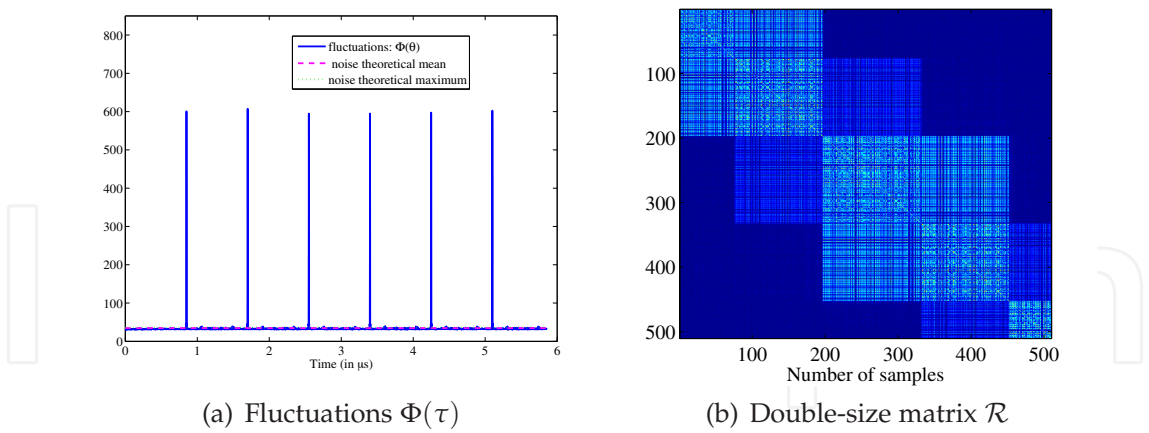 800
700
600
500
400
300
200
100
0
fluctuations: Φ(θ)
noise theoretical mean
noise theoretical maximum
0 1 2 3 4 5 6
Time (in μs)
(a) Fluctuations Φ(τ)
100
200
300
400
500
100 200 300 400 500
Number of samples
(b) Double-size matrix ℛ